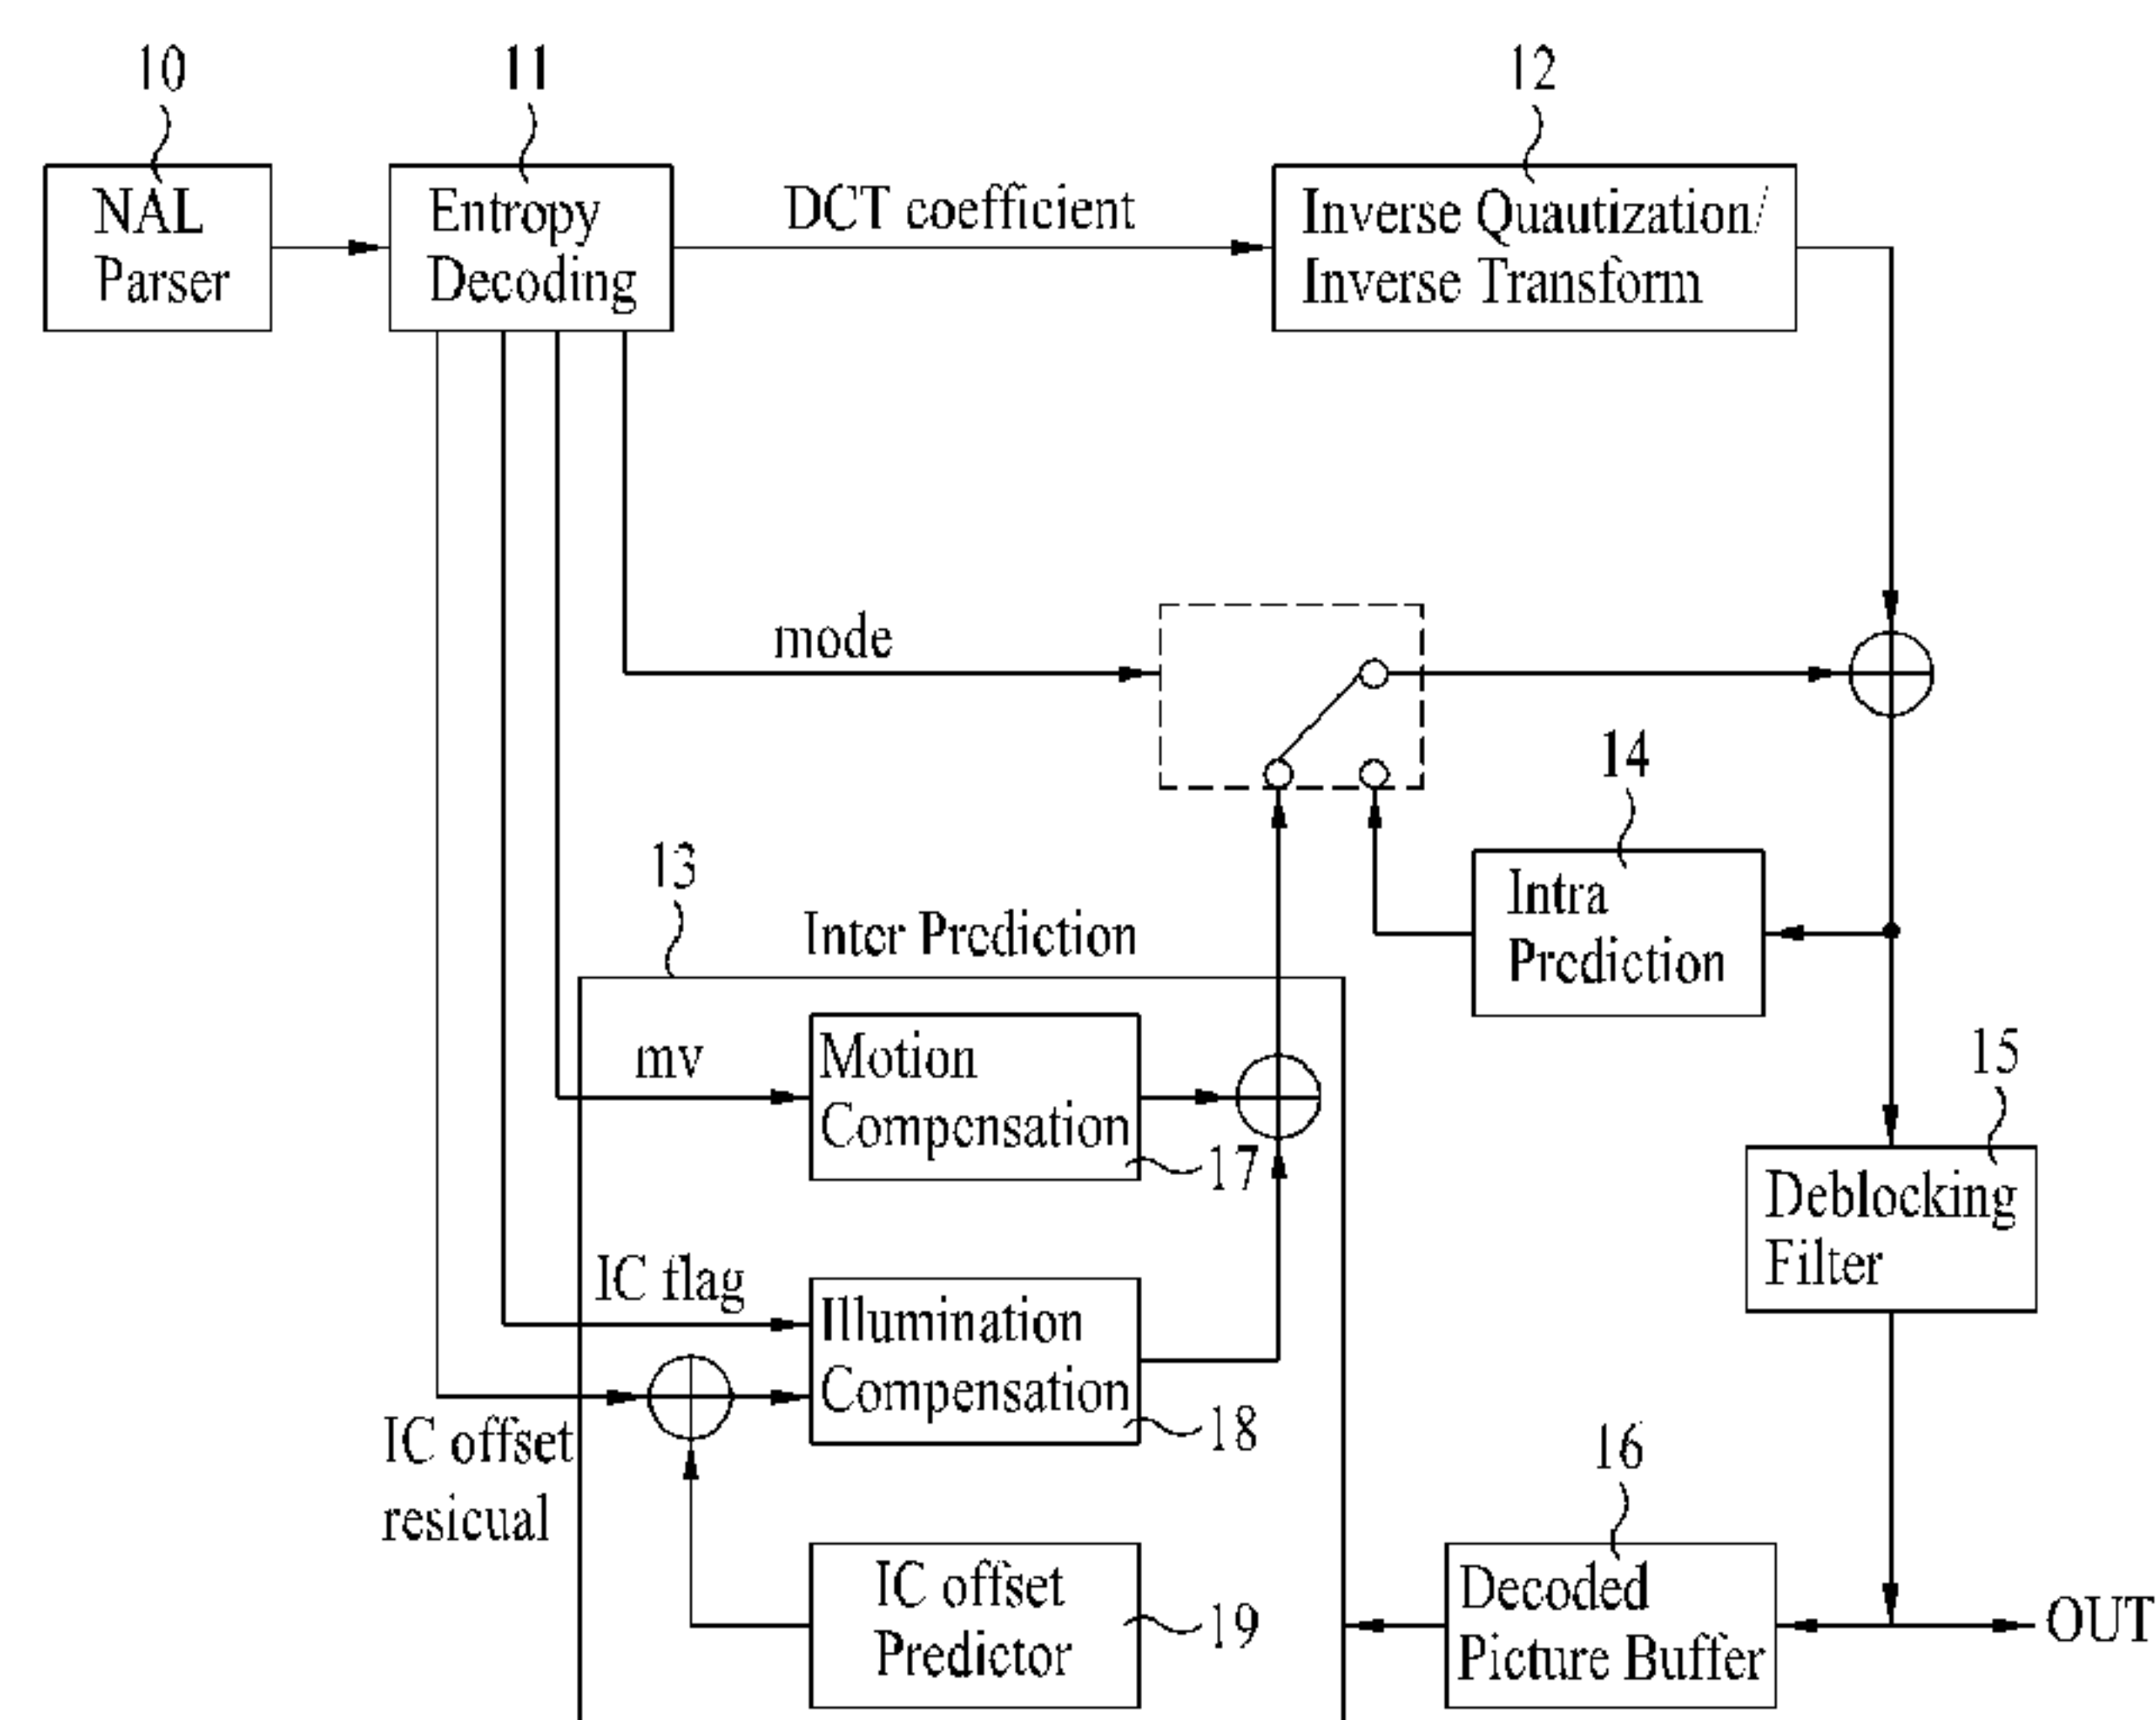 10
11
12
NAL
Parser
Entropy
Decoding
DCT coefficient
Inverse Quautization/
Inverse Transform
mode
14
Intra
Prediction
13
Inter Prediction
mv
Motion
Compensation
17
15
Deblocking
Filter
IC flag
Illumination
Compensation
18
IC offset
resicual
16
IC offset
Predictor
19
Decoded
Picture Buffer
OUT